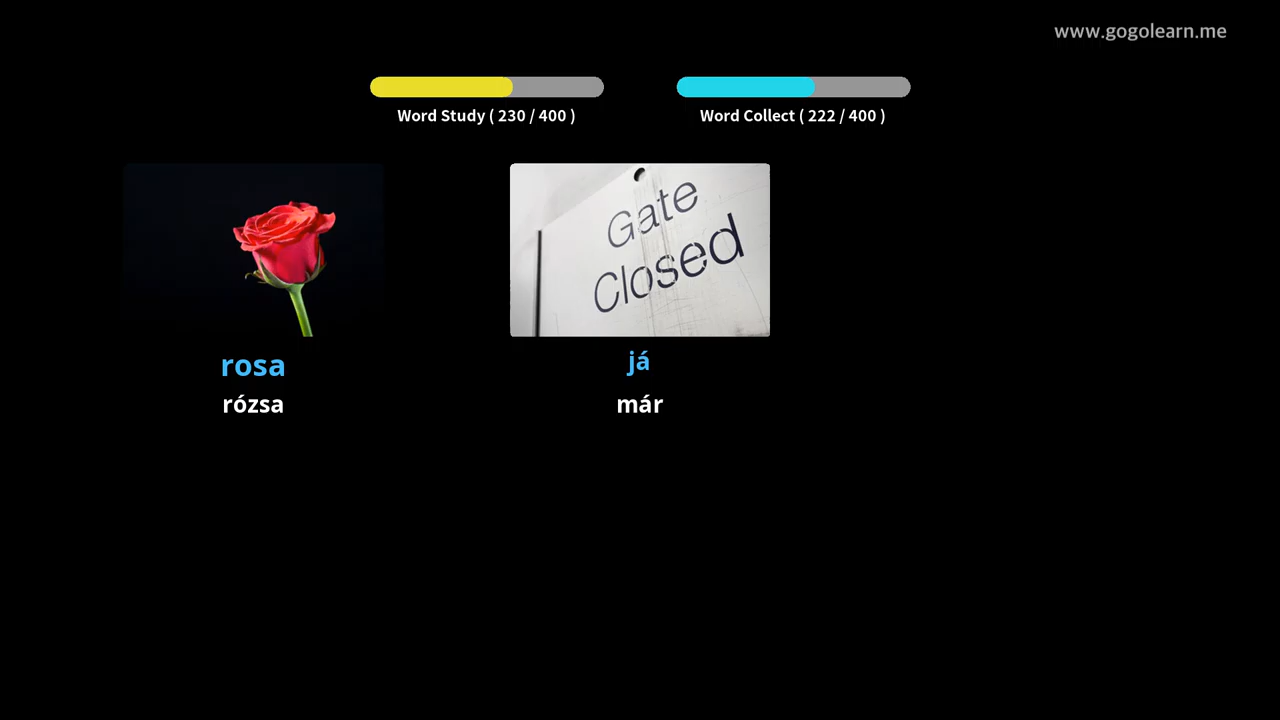 www.gogolearn.me
Word Study ( 230 / 400 )
Word Collect ( 222 / 400 )
Gate
Closed
rosa
rózsa
já
már